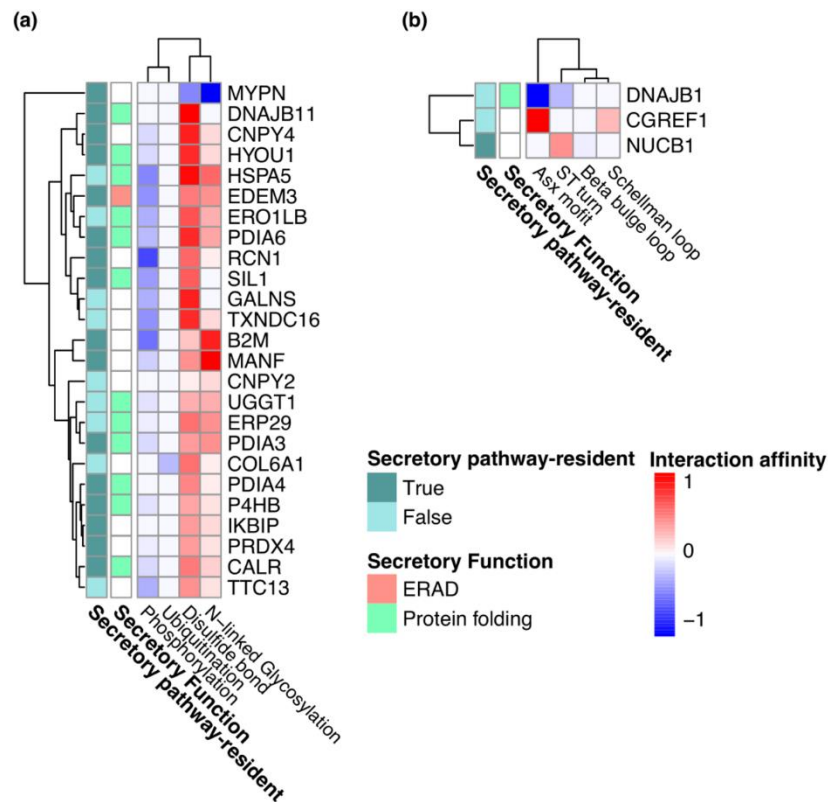 (a)
MYPN
DNAJB11
CNPY4
HYOU1
HSPA5
EDEM3
ERO1LB
PDIA6
RCN1
SIL1
GALNS
TXNDC16
B2M
MANF
CNPY2
UGGT1
ERP29
PDIA3
COL6A1
PDIA4
P4HB
IKBIP
PRDX4
CALR
TTC13
N-linked Glycosylation
Disulfide bond
Ubiquitination
Phosphorylation
Secretory Function
Secretory pathway-resident
(b)
DNAJB1
CGREF1
NUCB1
Schellman loop
Beta bulge loop
ST turn
Asx mofit
Secretory Function
Secretory pathway-resident
Secretory pathway-resident
True
False
Secretory Function
ERAD
Protein folding
Interaction affinity
1
0
-1